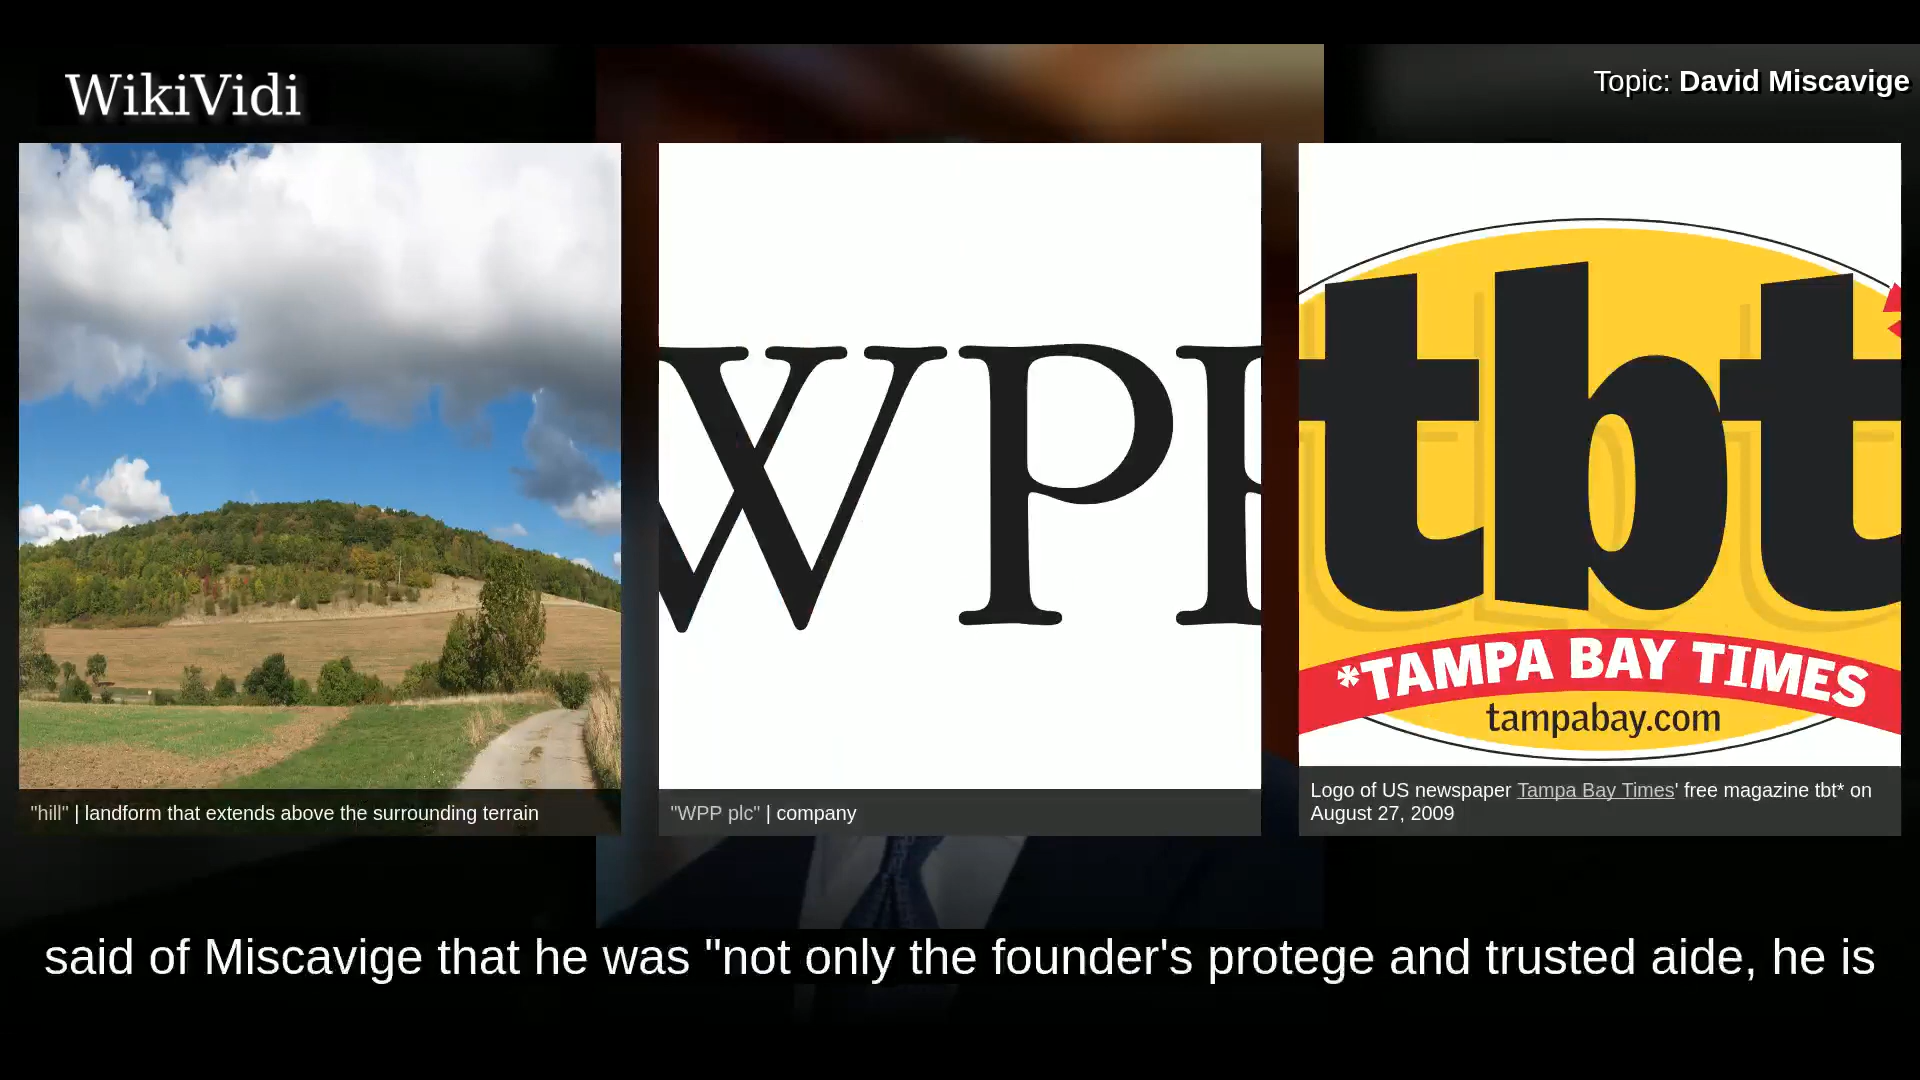 WikiVidi
Topic: David Miscavige
WPP
tbt*
*TAMPA BAY TIMES
tampabay.com
"hill" | landform that extends above the surrounding terrain
"WPP plc" | company
Logo of US newspaper Tampa Bay Times' free magazine tbt* on
August 27, 2009
said of Miscavige that he was "not only the founder's protege and trusted aide, he is